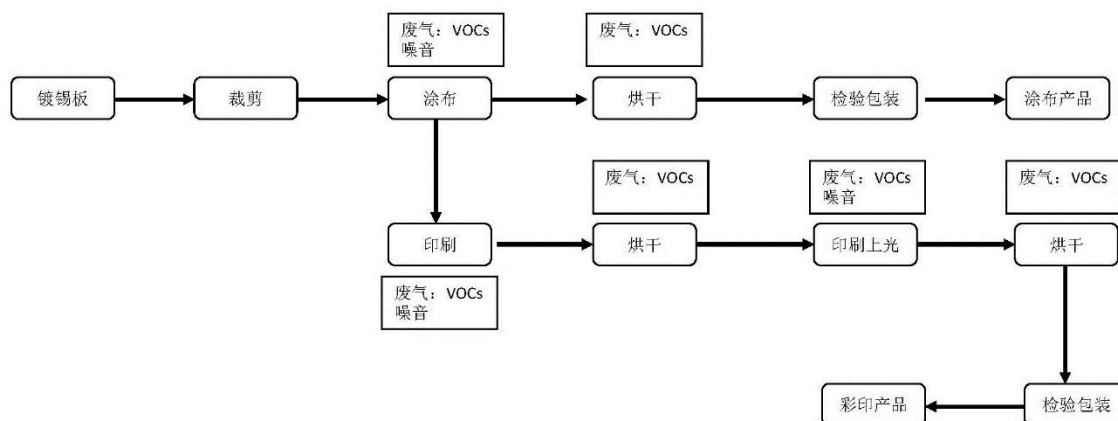 废气：VOCs
噪音
废气：VOCs
镀锡板
裁剪
涂布
烘干
检验包装
涂布产品
废气：VOCs
废气：VOCs
噪音
废气：VOCs
印刷
烘干
印刷上光
烘干
废气：VOCs
噪音
彩印产品
检验包装